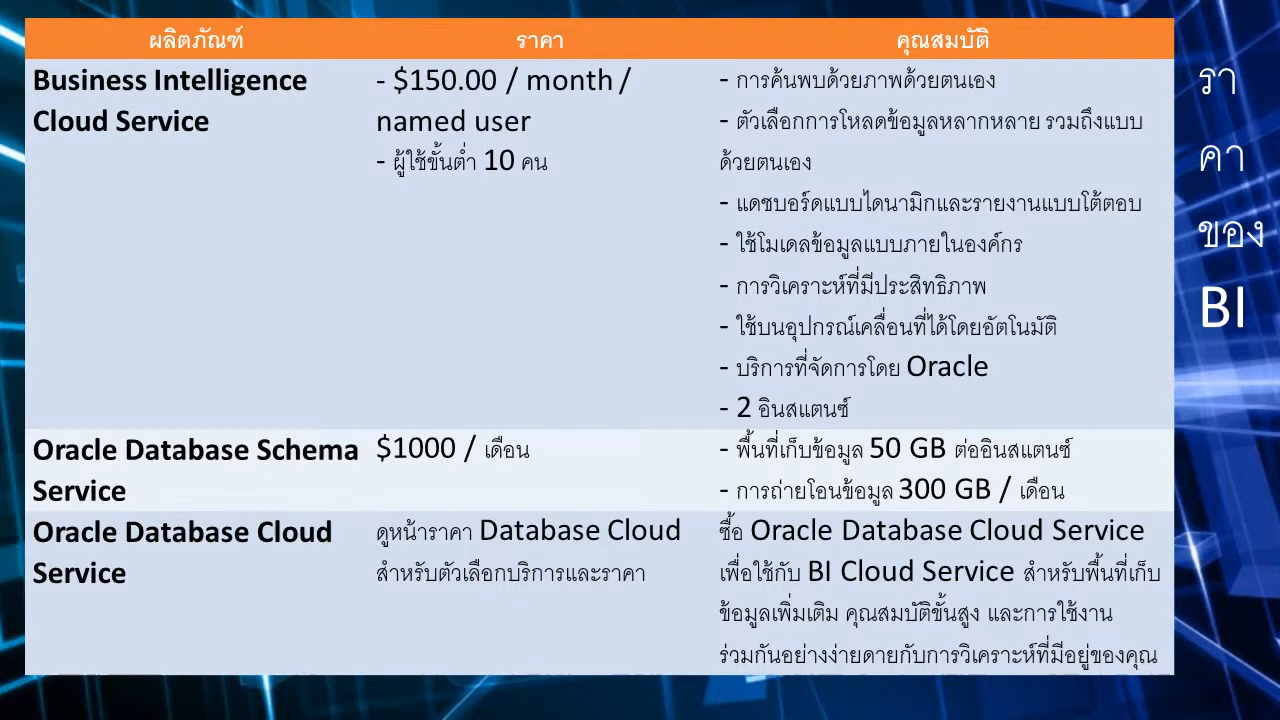 ผลิตภัณฑ์ ราคา คุณสมบัติ
Business Intelligence
Cloud Service
- $150.00 / month /
named user
- ผู้ใช้ขั้นต่ำ 10 คน
- การค้นพบด้วยภาพด้วยตนเอง
- ตัวเลือกการโหลดข้อมูลหลากหลาย รวมถึงแบบ
ด้วยตนเอง
- แดชบอร์ดแบบไดนามิกและรายงานแบบโต้ตอบ
- ใช้โมเดลข้อมูลแบบภายในองค์กร
- การวิเคราะห์ที่มีประสิทธิภาพ
- ใช้บนอุปกรณ์เคลื่อนที่ได้โดยอัตโนมัติ
- บริการที่จัดการโดย Oracle
- 2 อินสแตนซ์
Oracle Database Schema
Service
$1000 / เดือน
- พื้นที่เก็บข้อมูล 50 GB ต่ออินสแตนซ์
- การถ่ายโอนข้อมูล 300 GB / เดือน
Oracle Database Cloud
Service
ดูหน้าราคา Database Cloud
สำหรับตัวเลือกบริการและราคา
ซื้อ Oracle Database Cloud Service
เพื่อใช้กับ BI Cloud Service สำหรับพื้นที่เก็บ
ข้อมูลเพิ่มเติม คุณสมบัติขั้นสูง และการใช้งาน
ร่วมกันอย่างง่ายดายกับการวิเคราะห์ที่มีอยู่ของคุณ
รา
คา
ของ
BI